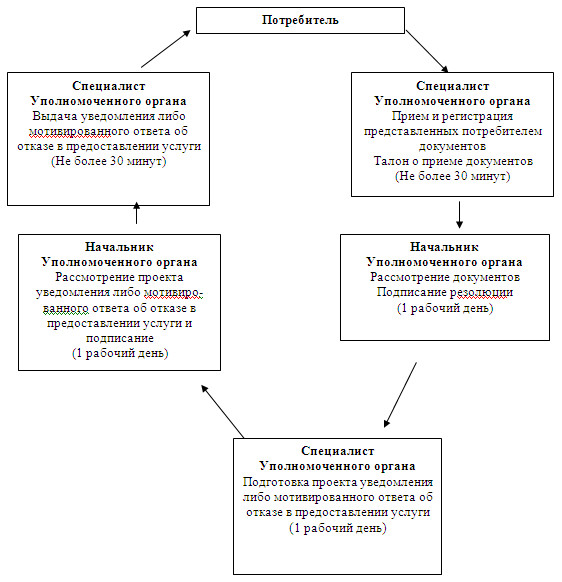 Потребитель
Специалист
Уполномоченного органа
Прием и регистрация
представленных потребителем
документов
Талон о приеме документов
(Не более 30 минут)
Начальник
Уполномоченного органа
Рассмотрение документов
Подписание резолюции
(1 рабочий день)
Специалист
Уполномоченного органа
Подготовка проекта уведомления
либо мотивированного ответа об
отказе в предоставлении услуги
(1 рабочий день)
Начальник
Уполномоченного органа
Рассмотрение проекта
уведомления либо мотивиро-
ванного ответа об отказе в
предоставлении услуги и
подписание
(1 рабочий день)
Специалист
Уполномоченного органа
Выдача уведомления либо
мотивированного ответа об
отказе в предоставлении услуги
(Не более 30 минут)